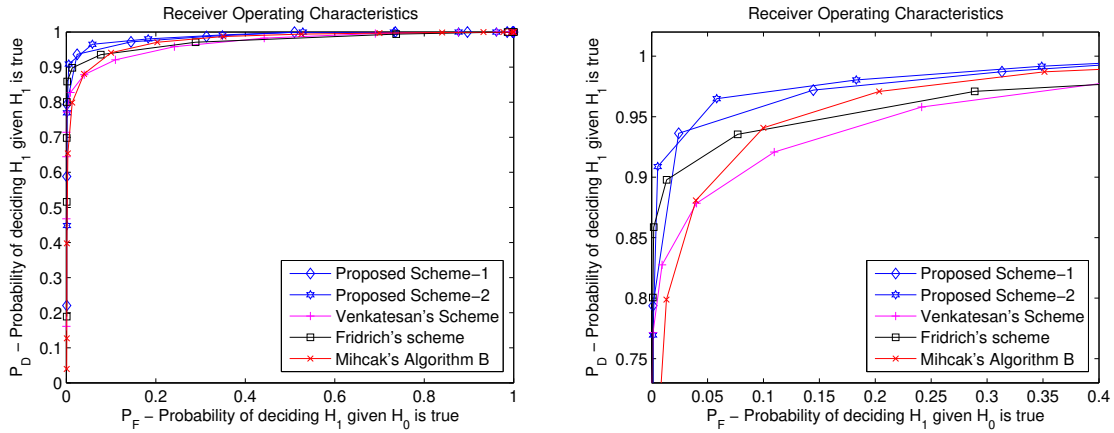 Receiver Operating Characteristics
P_D – Probability of deciding H_1 given H_1 is true
1
0.9
0.8
0.7
0.6
0.5
0.4
0.3
0.2
0.1
0
0 0.2 0.4 0.6 0.8 1
P_F – Probability of deciding H_1 given H_0 is true
Proposed Scheme–1
Proposed Scheme–2
Venkatesan's Scheme
Fridrich's scheme
Mihcak's Algorithm B
Receiver Operating Characteristics
P_D – Probability of deciding H_1 given H_1 is true
1
0.95
0.9
0.85
0.8
0.75
0 0.05 0.1 0.15 0.2 0.25 0.3 0.35 0.4
P_F – Probability of deciding H_1 given H_0 is true
Proposed Scheme–1
Proposed Scheme–2
Venkatesan's Scheme
Fridrich's scheme
Mihcak's Algorithm B